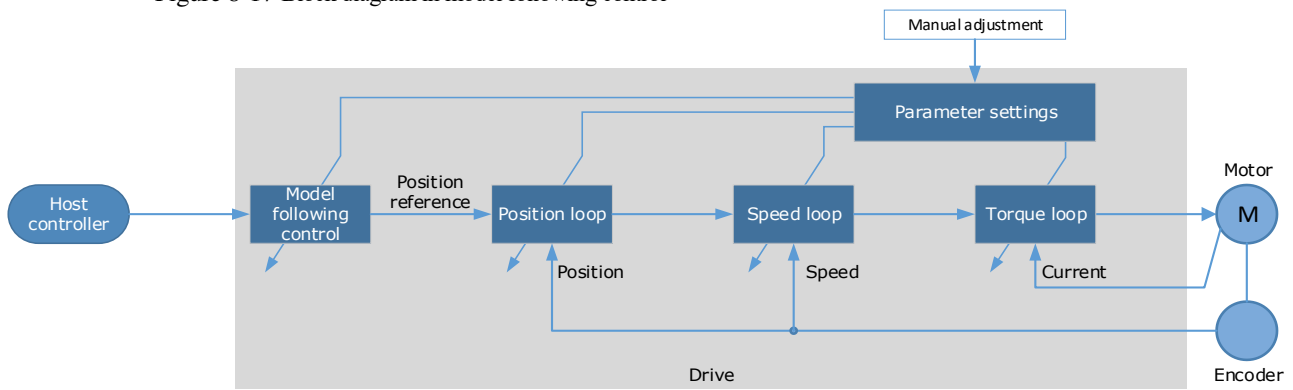 Manual adjustment
Parameter settings
Host
controller
Model
following
control
Position
reference
Position loop
Speed loop
Torque loop
Motor
M
Position
Speed
Current
Drive
Encoder